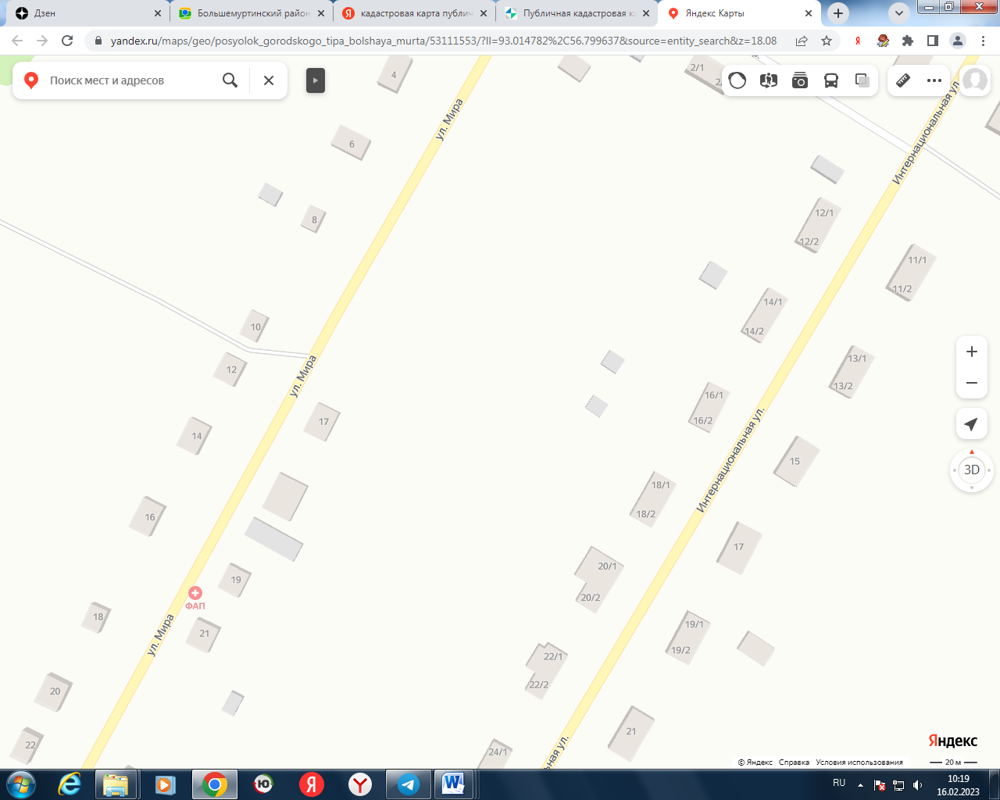 Дзен
Большемуртинский район
кадастровая карта публич
Публичная кадастровая ка
Яндекс Карты
yandex.ru/maps/geo/posyolok_gorodskogo_tipa_bolshaya_murta/53111553/?ll=93.014782%2C56.799637&source=entity_search&z=18.08
Поиск мест и адресов
4
2/1
2
ул. Мира
Интернациональная ул.
6
8
12/1
12/2
11/1
11/2
14/1
14/2
10
12
ул. Мира
13/1
13/2
16/1
16/2
17
14
Интернациональная ул.
15
3D
18/1
18/2
16
17
20/1
20/2
19
ФАП
18
21
ул. Мира
19/1
19/2
22/1
22/2
20
21
22
24/1
ьная ул.
Яндекс
© Яндекс Справка Условия использования
20 м
RU
10:19
16.02.2023